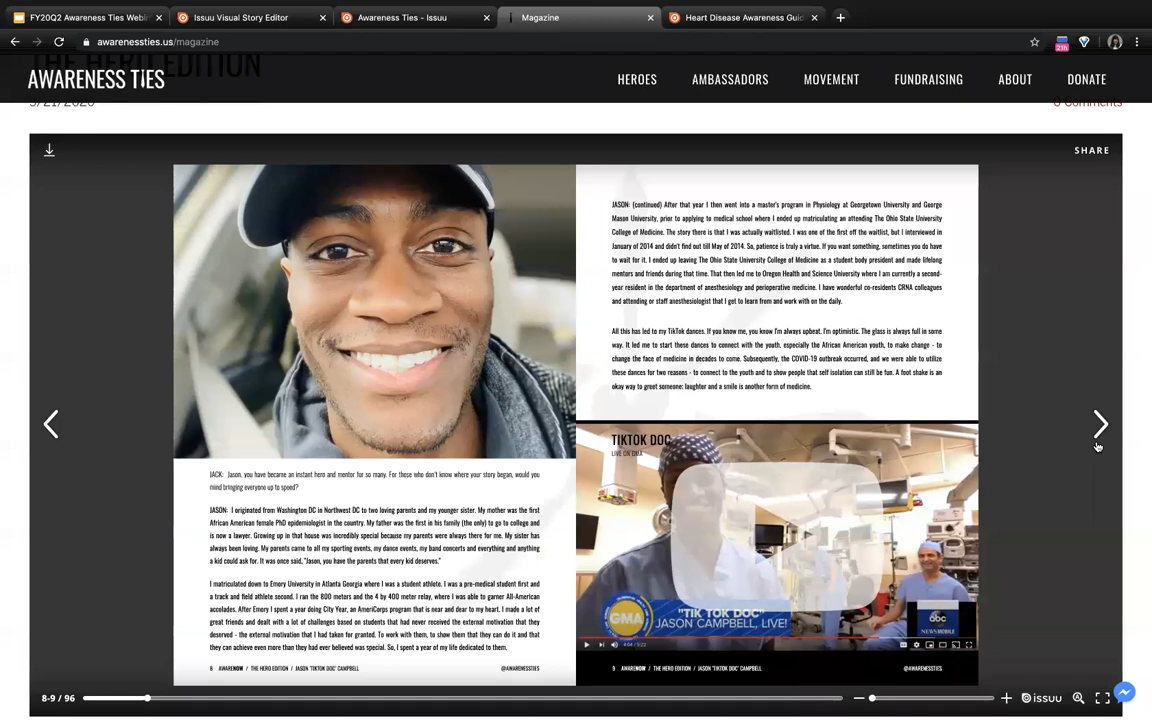 FY20Q2 Awareness Ties Webi
Issuu Visual Story Editor
Awareness Ties - Issuu
Magazine
Heart Disease Awareness Guid
awarenessties.us/magazine
21h
THE HERO EDITION
AWARENESS TIES
HEROES
AMBASSADORS
MOVEMENT
FUNDRAISING
ABOUT
DONATE
9/21/2020
0 Comments
SHARE
JACK: Jason, you have became an instant hero and mentor for so many. For those who don't know where your story began, would you
mind bringing everyone up to speed?
JASON: I originated from Washington DC in Northwest DC to two loving parents and my younger sister. My mother was the first
African American female PhD epidemiologist in the country. My father was the first in his family (the only) to go to college and
is now a lawyer. Growing up in that house was incredibly special because my parents were always there for me. My sister has
always been loving. My parents came to all my sporting events, my dance events, my band concerts and everything and anything
a kid could ask for. It was once said, "Jason, you have the parents that every kid deserves."
I matriculated down to Emory University in Atlanta Georgia where I was a student athlete. I was a pre-medical student first and
a track and field athlete second. I ran the 800 meters and the 4 by 400 meter relay, where I was able to garner All-American
accolades. After Emory I spent a year doing City Year, an AmeriCorps program that is near and dear to my heart. I made a lot of
great friends and dealt with a lot of challenges based on students that had never received the external motivation that they
deserved - the external motivation that I had taken for granted. To work with them, to show them that they can do it and that
they can achieve even more than they had ever believed was special. So, I spent a year of my life dedicated to them.
8 AWARENOW / THE HERO EDITION / JASON "TIKTOK DOC" CAMPBELL
@AWARENESSTIES
JASON: (continued) After that year I then went into a master's program in Physiology at Georgetown University and George
Mason University, prior to applying to medical school where I ended up matriculating an attending The Ohio State University
College of Medicine. The story there is that I was actually waitlisted. I was one of the first off the waitlist, but I interviewed in
January of 2014 and didn't find out till May of 2014. So, patience is truly a virtue. If you want something, sometimes you do have
to wait for it. I ended up leaving The Ohio State University College of Medicine as a student body president and made lifelong
mentors and friends during that time. That then led me to Oregon Health and Science University where I am currently a second-
year resident in the department of anesthesiology and perioperative medicine. I have wonderful co-residents CRNA colleagues
and attending or staff anesthesiologist that I get to learn from and work with on the daily.
All this has led to my TikTok dances. If you know me, you know I'm always upbeat. I'm optimistic. The glass is always full in some
way. It led me to start these dances to connect with the youth, especially the African American youth, to make change - to
change the face of medicine in decades to come. Subsequently, the COVID-19 outbreak occurred, and we were able to utilize
these dances for two reasons - to connect to the youth and to show people that self isolation can still be fun. A foot shake is an
okay way to greet someone; laughter and a smile is another form of medicine.
TIKTOK DOC
LIVE ON GMA
GMA
"TIK TOK DOC"
JASON CAMPBELL, LIVE!
abc
NEWS MOBILE
4:04 / 5:22
9 AWARENOW / THE HERO EDITION / JASON "TIKTOK DOC" CAMPBELL
@AWARENESSTIES
8-9 / 96
issuu